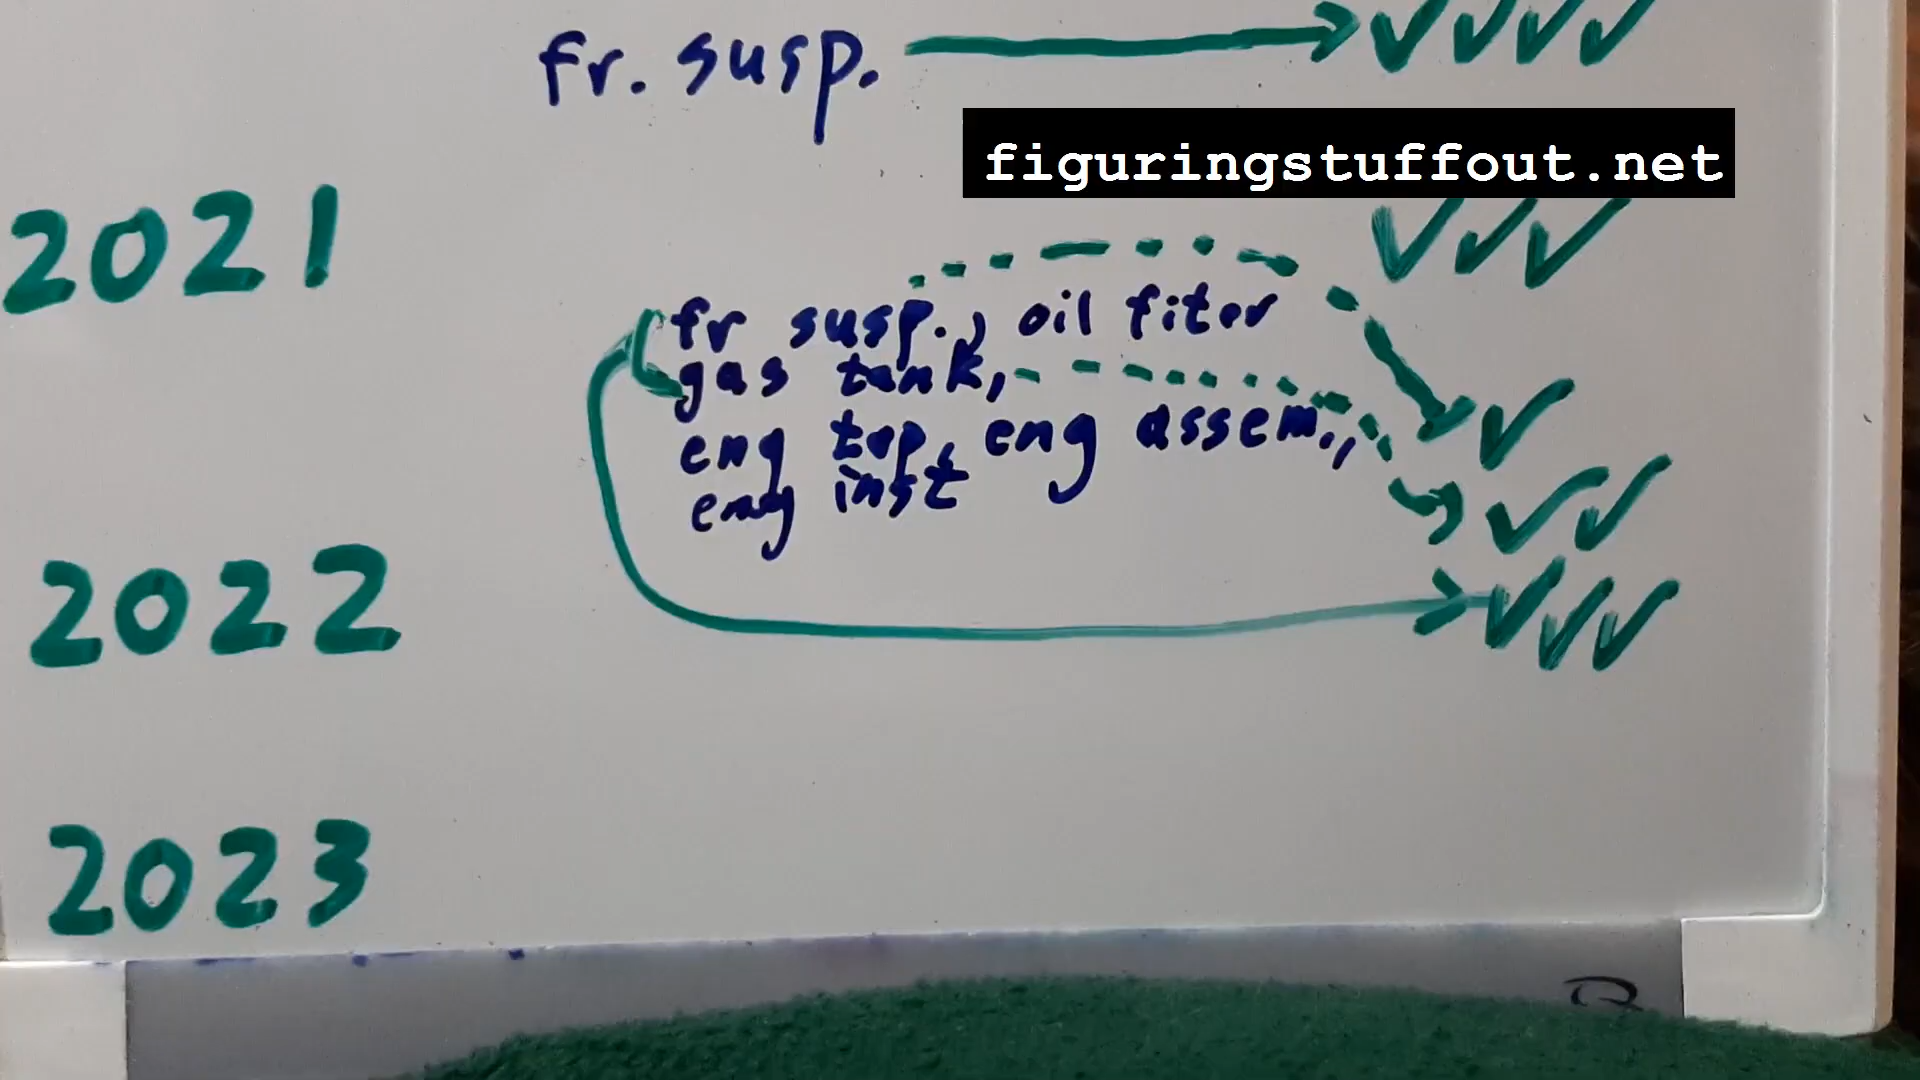 fr. susp.
figuringstuffout.net
2021
fr susp., oil fiter
gas tank,
eng top, eng assem.,
eng inst
2022
2023